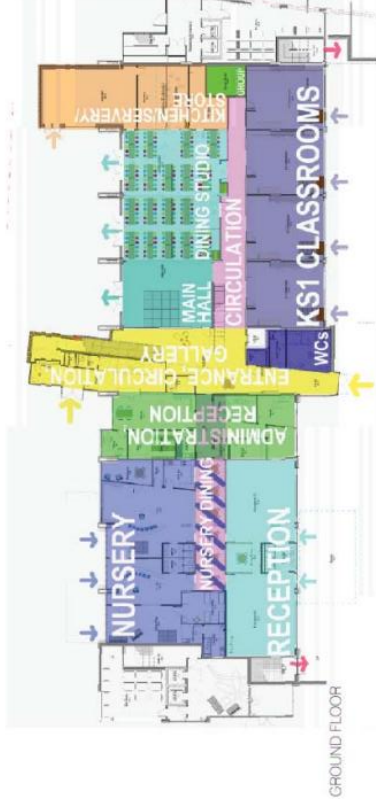 KITCHEN/SERVERY/
STORE
GROUP
DINING STUDIO
MAIN
HALL
CIRCULATION
KS1 CLASSROOMS
ENTRANCE, CIRCULATION,
GALLERY
WCs
ADMINISTRATION,
RECEPTION
NURSERY
NURSERY DINING
RECEPTION
GROUND FLOOR